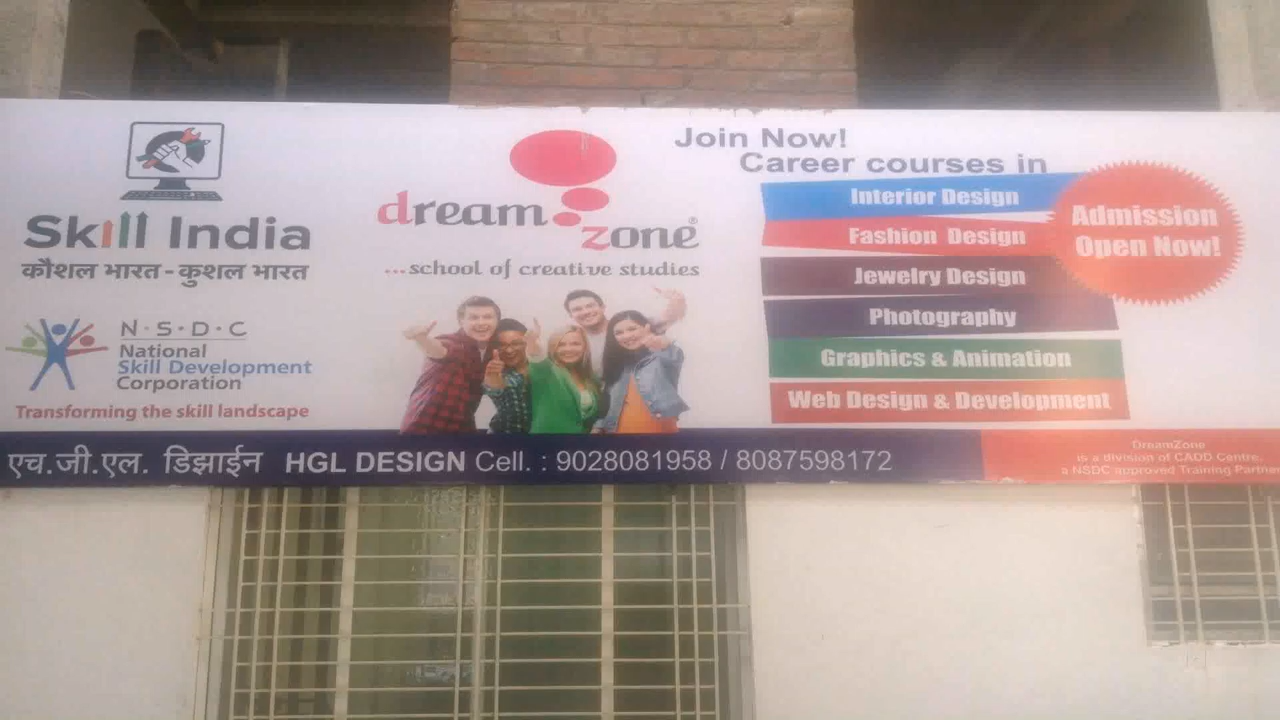 Skill India
कौशल भारत - कुशल भारत
N·S·D·C
National
Skill Development
Corporation
Transforming the skill landscape
dream
zone®
...school of creative studies
Join Now!
Career courses in
Interior Design
Fashion Design
Jewelry Design
Photography
Graphics & Animation
Web Design & Development
Admission
Open Now!
एच.जी.एल. डिझाईन HGL DESIGN Cell. : 9028081958 / 8087598172
DreamZone
is a division of CADD Centre,
a NSDC approved Training Partner